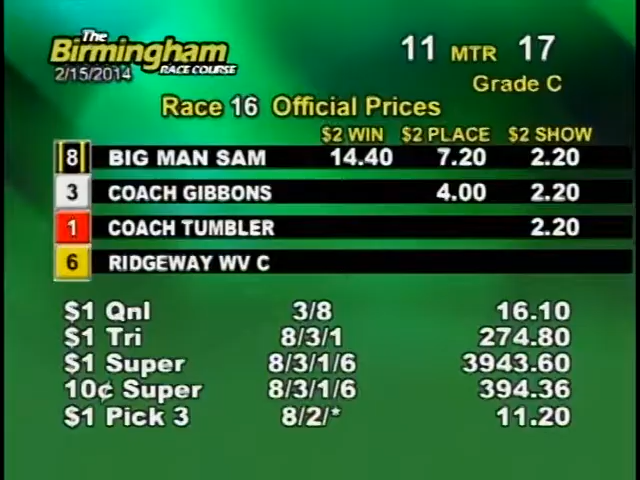 The
Birmingham
RACE COURSE
2/15/2014
11 MTR 17
Grade C
Race 16 Official Prices
$2 WIN $2 PLACE $2 SHOW
8 BIG MAN SAM 14.40 7.20 2.20
3 COACH GIBBONS 4.00 2.20
1 COACH TUMBLER 2.20
6 RIDGEWAY WV C
$1 Qnl 3/8 16.10
$1 Tri 8/3/1 274.80
$1 Super 8/3/1/6 3943.60
10¢ Super 8/3/1/6 394.36
$1 Pick 3 8/2/* 11.20